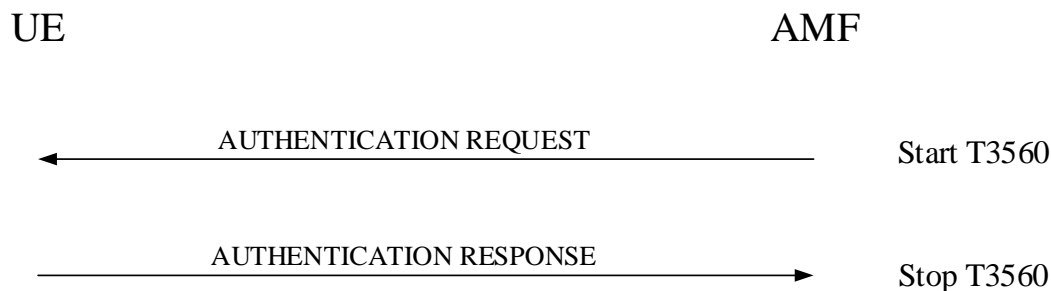 UE AMF
AUTHENTICATION REQUEST Start T3560
AUTHENTICATION RESPONSE Stop T3560